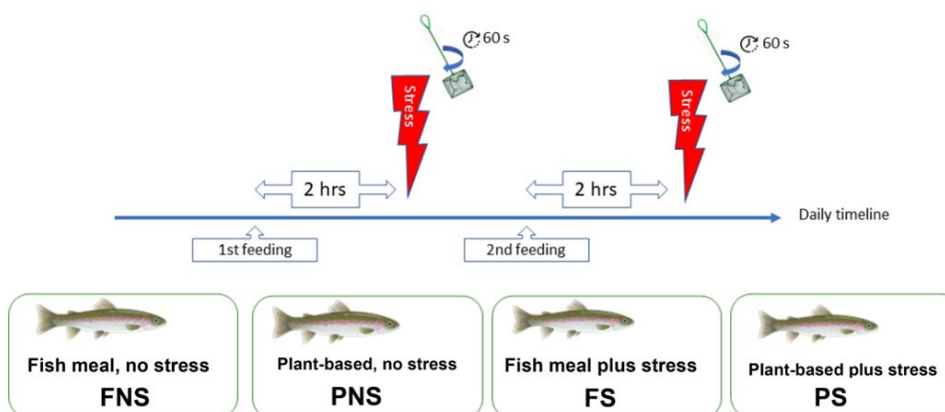 60 s
60 s
Stress
Stress
2 hrs
2 hrs
Daily timeline
1st feeding
2nd feeding
Fish meal, no stress
FNS
Plant-based, no stress
PNS
Fish meal plus stress
FS
Plant-based plus stress
PS